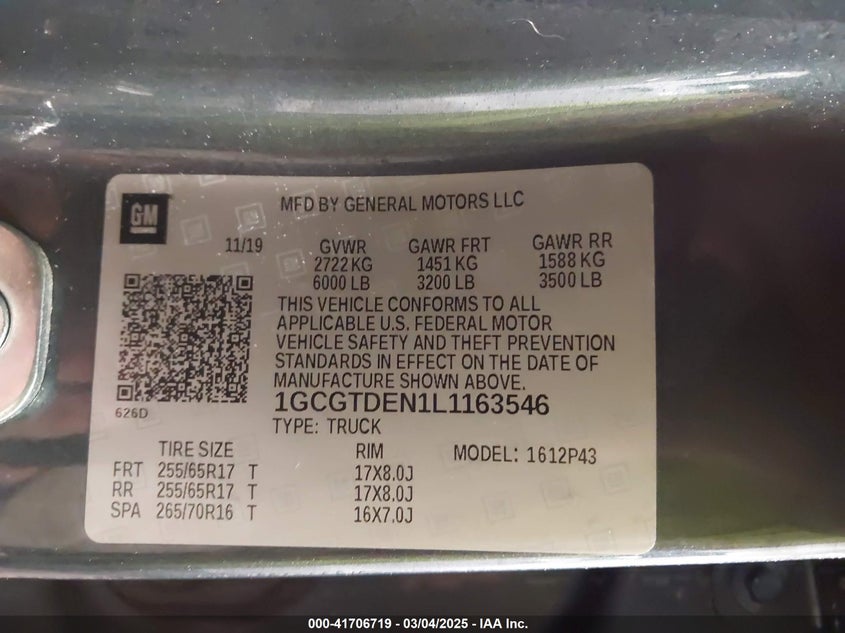 GM
MFD BY GENERAL MOTORS LLC
11/19
GVWR GAWR FRT GAWR RR
2722 KG 1451 KG 1588 KG
6000 LB 3200 LB 3500 LB
THIS VEHICLE CONFORMS TO ALL
APPLICABLE U.S. FEDERAL MOTOR
VEHICLE SAFETY AND THEFT PREVENTION
STANDARDS IN EFFECT ON THE DATE OF
MANUFACTURE SHOWN ABOVE.
626D
1GCGTDEN1L1163546
TYPE: TRUCK
TIRE SIZE RIM MODEL: 1612P43
FRT 255/65R17 T 17X8.0J
RR 255/65R17 T 17X8.0J
SPA 265/70R16 T 16X7.0J
000-41706719 - 03/04/2025 - IAA Inc.